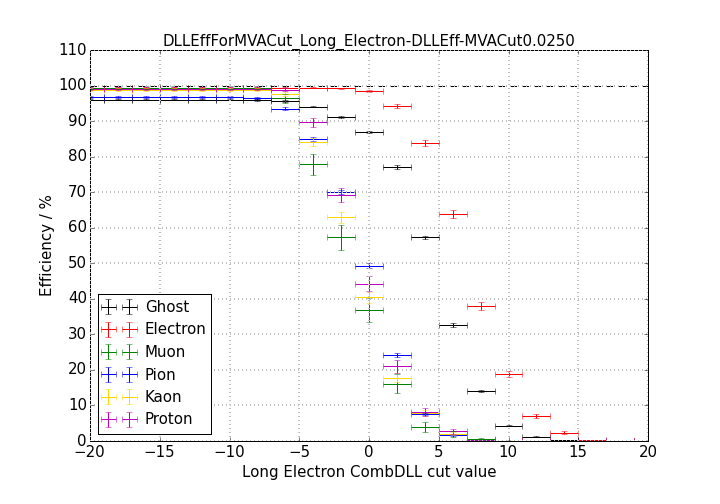 DLLEffForMVACut_Long_Electron-DLLEff-MVACut0.0250
110
100
90
80
70
60
50
40
30
20
10
0
Efficiency / %
Ghost
Electron
Muon
Pion
Kaon
Proton
−20 −15 −10 −5 0 5 10 15 20
Long Electron CombDLL cut value